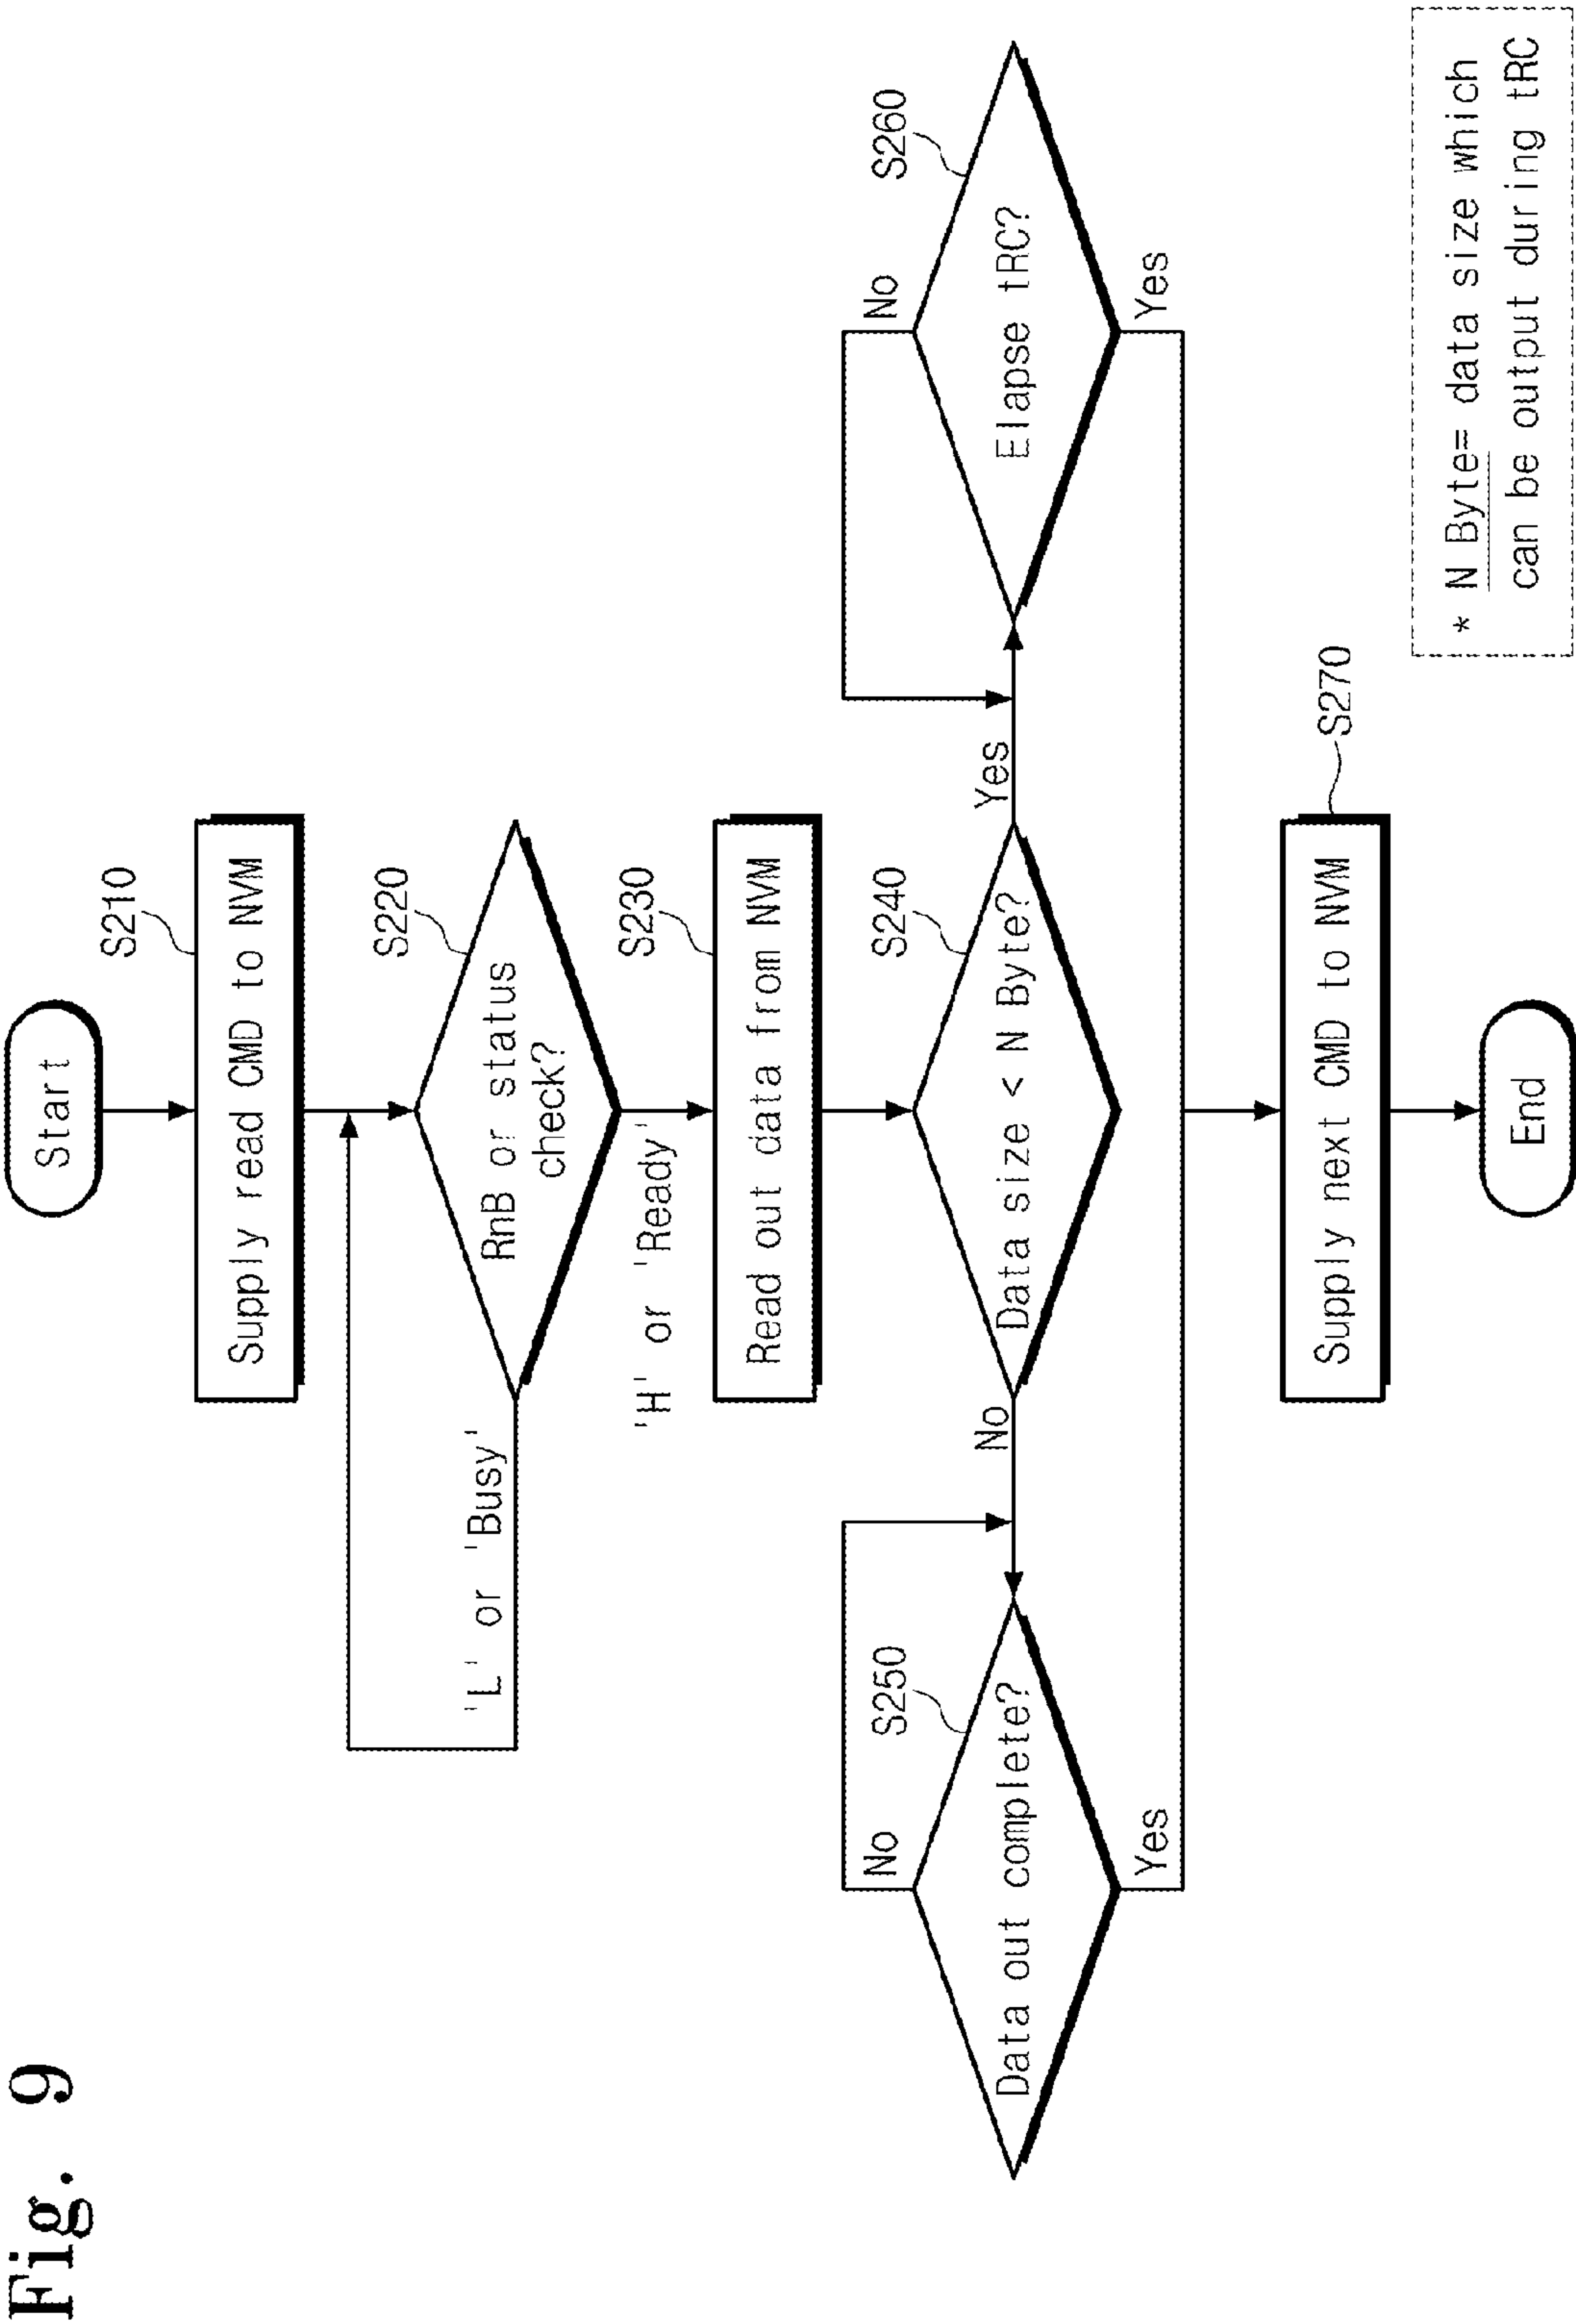 Fig. 9
Start
S210
Supply read CMD to NVM
S220
RnB or status
check?
'L' or 'Busy'
'H' or 'Ready'
S230
Read out data from NVM
S240
Data size < N Byte?
No
Yes
S250
Data out complete?
No
Yes
S260
Elapse tRC?
No
Yes
S270
Supply next CMD to NVM
End
* N Byte= data size which
can be output during tRC